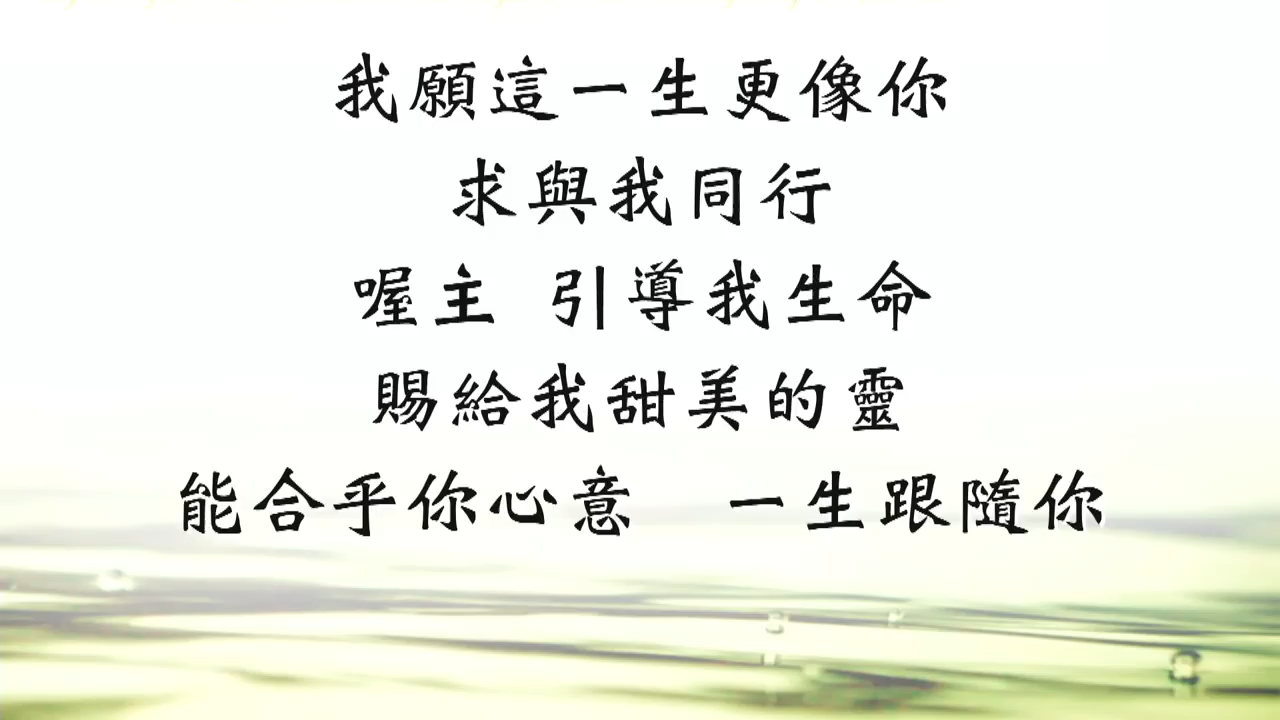 我願這一生更像你
求與我同行
喔主 引導我生命
賜給我甜美的靈
能合乎你心意 一生跟隨你